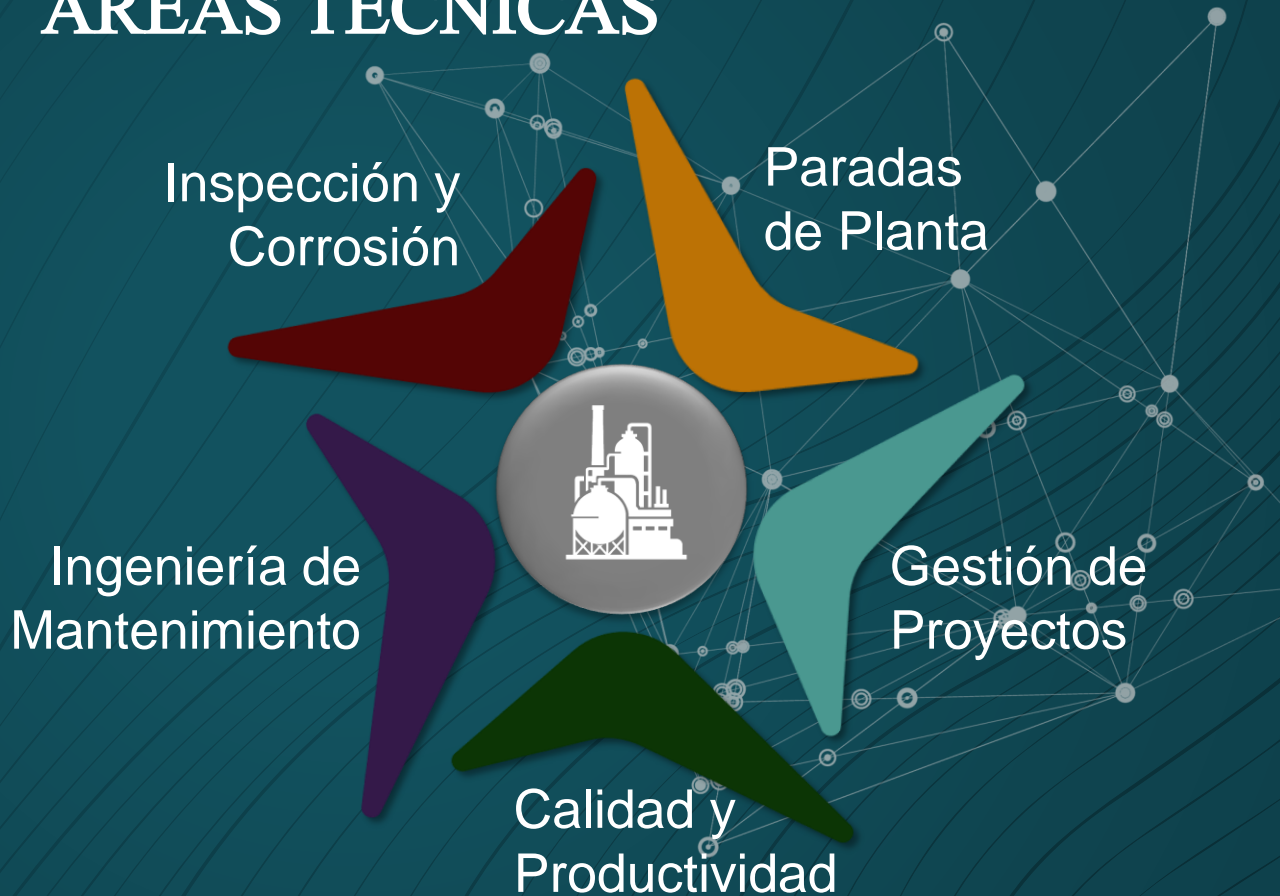 ÁREAS TÉCNICAS
Inspección y
Corrosión
Paradas
de Planta
Ingeniería de
Mantenimiento
Gestión de
Proyectos
Calidad y
Productividad